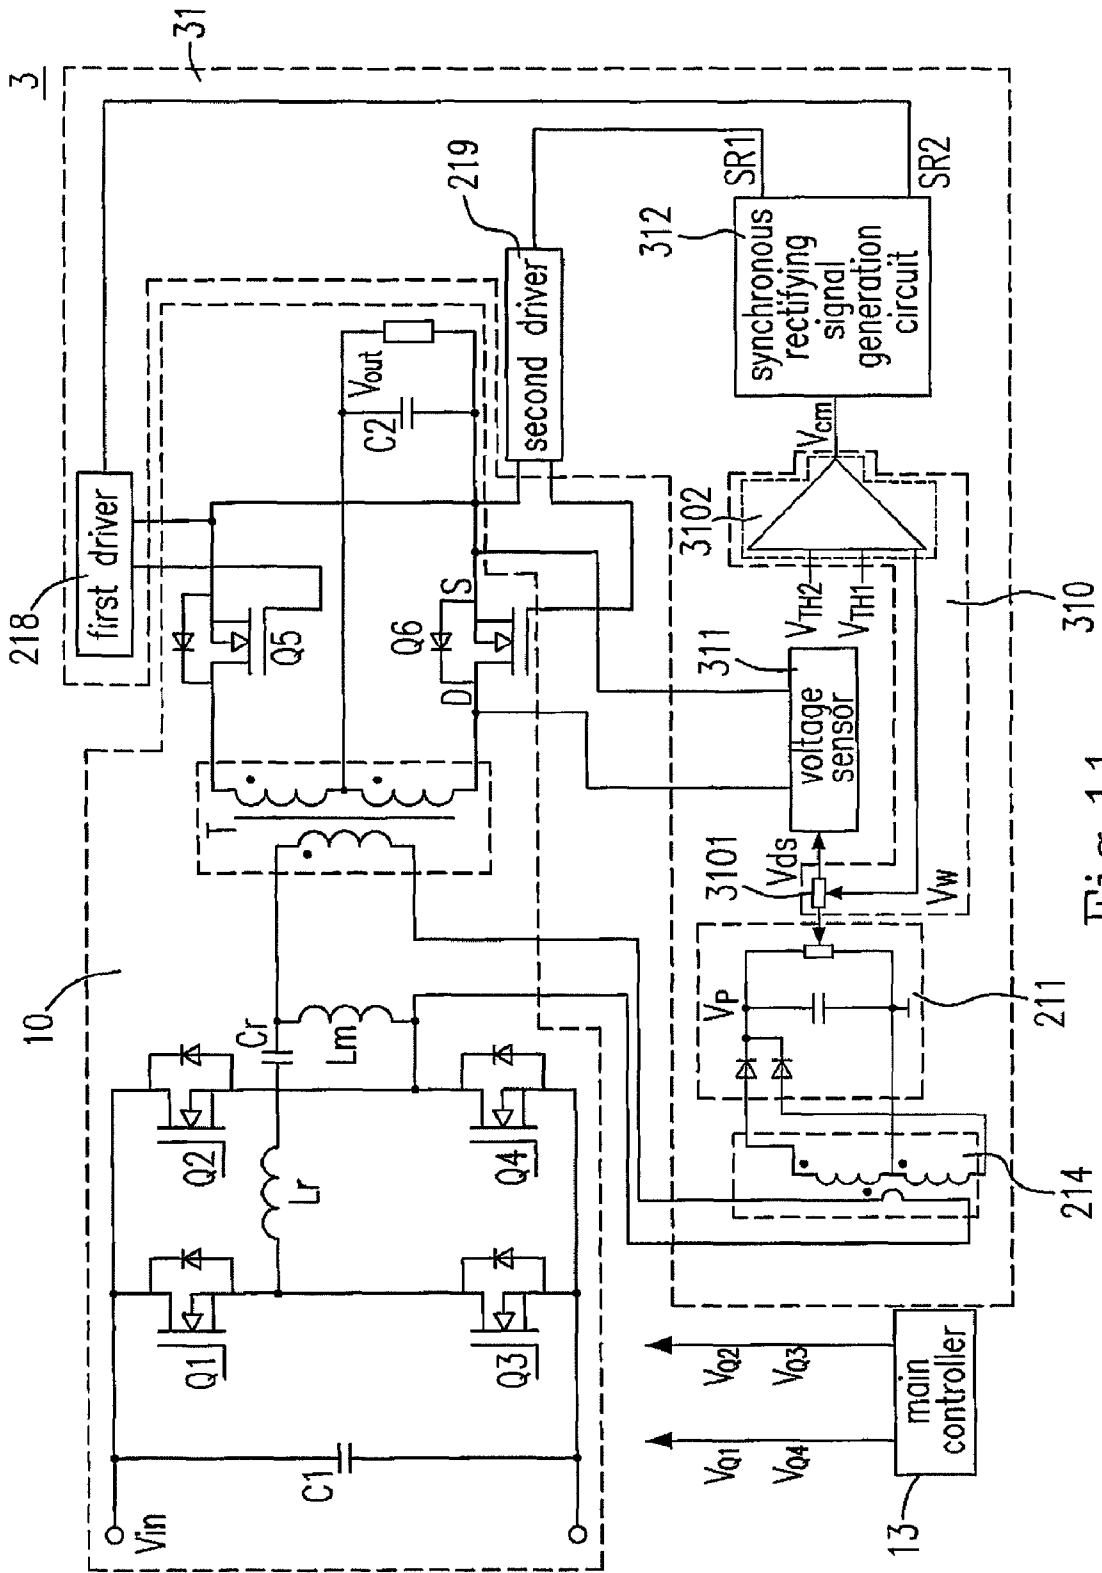 3
31
10
218
first driver
219
second driver
SR1
SR2
312
synchronous
rectifying
signal
generation
circuit
Vcm
3102
VTH2
VTH1
310
311
voltage
sensor
Vds
3101
Vw
VP
211
214
Vout
C2
Q5
Q6
S
D
T
Cr
Lm
Lr
Q2
Q4
Q1
Q3
C1
Vin
VQ2
VQ3
VQ1
VQ4
main
controller
13
Fig. 11